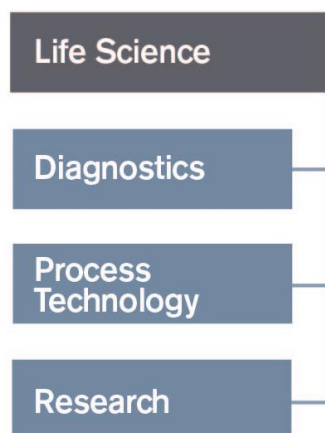 Life Science
Diagnostics
Process
Technology
Research